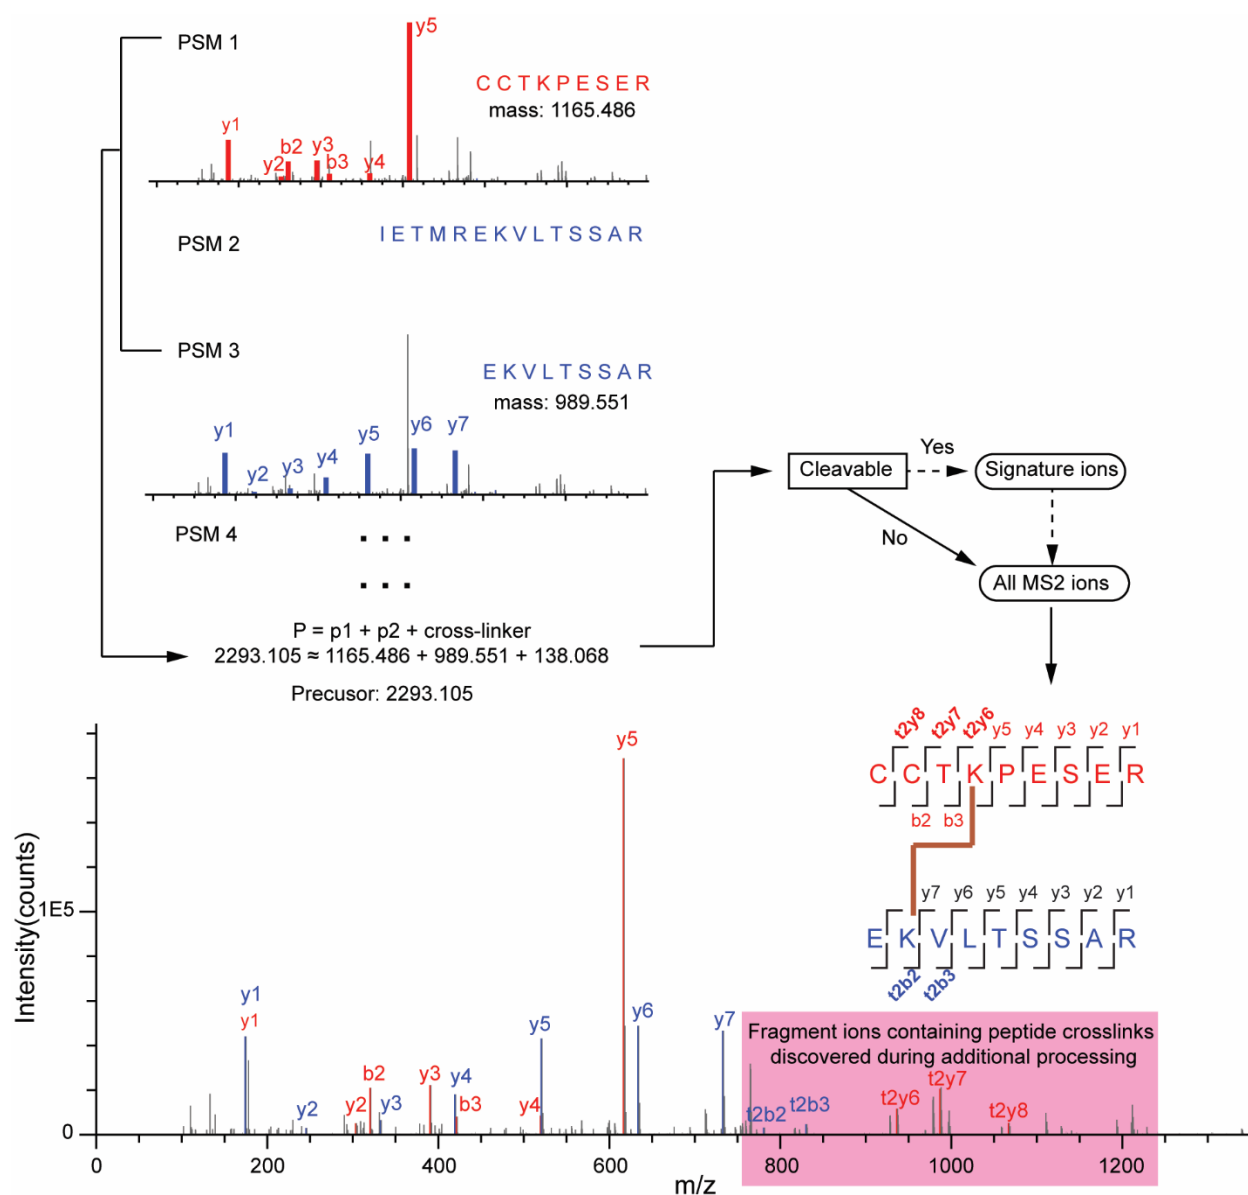 PSM 1
y5
C C T K P E S E R
mass: 1165.486
y1
y2
b2
y3
b3
y4
PSM 2
I E T M R E K V L T S S A R
PSM 3
E K V L T S S A R
mass: 989.551
y1
y2
y3
y4
y5
y6
y7
PSM 4
P = p1 + p2 + cross-linker
2293.105 ≈ 1165.486 + 989.551 + 138.068
Precusor: 2293.105
Cleavable
Yes
Signature ions
No
All MS2 ions
t2y8 t2y7 t2y6 y5 y4 y3 y2 y1
C C T K P E S E R
b2 b3
y7 y6 y5 y4 y3 y2 y1
E K V L T S S A R
t2b2 t2b3
Fragment ions containing peptide crosslinks
discovered during additional processing
Intensity(counts)
1E5
0
y1
y1
y2
y2
b2
y3
y3
y4
b3
y4
y5
y5
y6
y7
t2b2
t2b3
t2y6
t2y7
t2y8
0 200 400 600 800 1000 1200
m/z